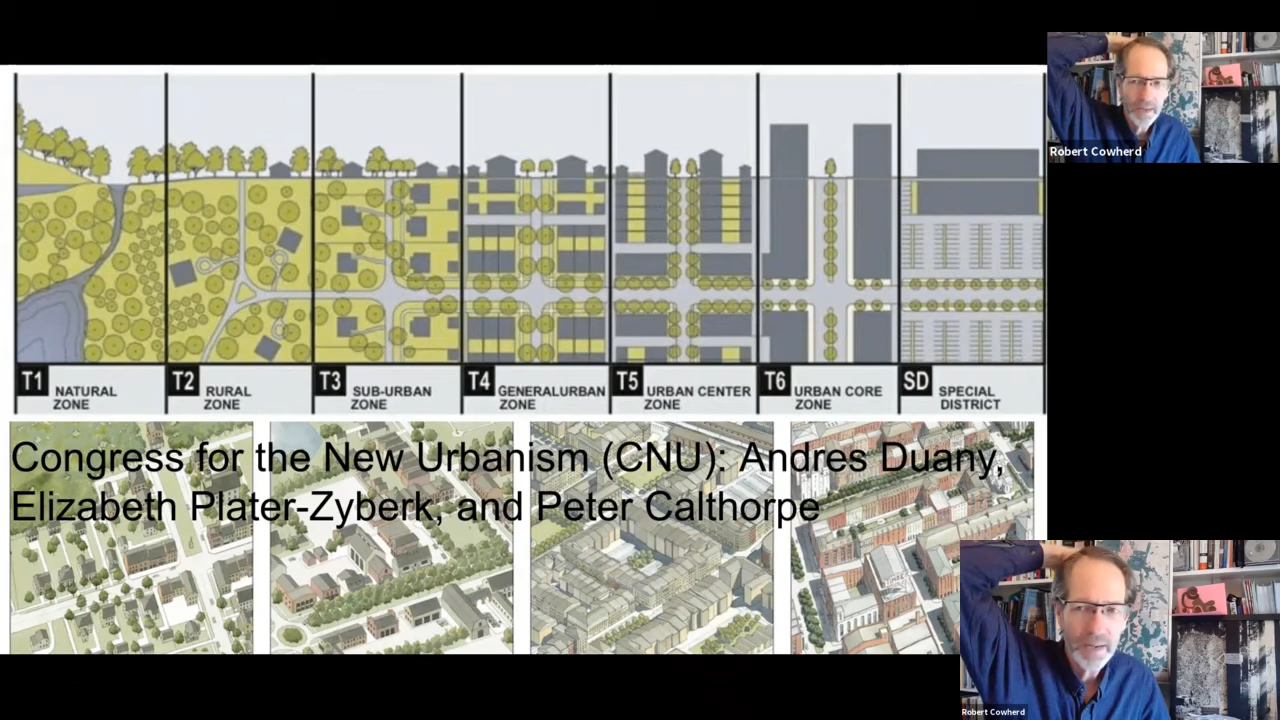 Robert Cowherd
T1 NATURAL ZONE
T2 RURAL ZONE
T3 SUB-URBAN ZONE
T4 GENERALURBAN ZONE
T5 URBAN CENTER ZONE
T6 URBAN CORE ZONE
SD SPECIAL DISTRICT
Congress for the New Urbanism (CNU): Andres Duany,
Elizabeth Plater-Zyberk, and Peter Calthorpe
Robert Cowherd